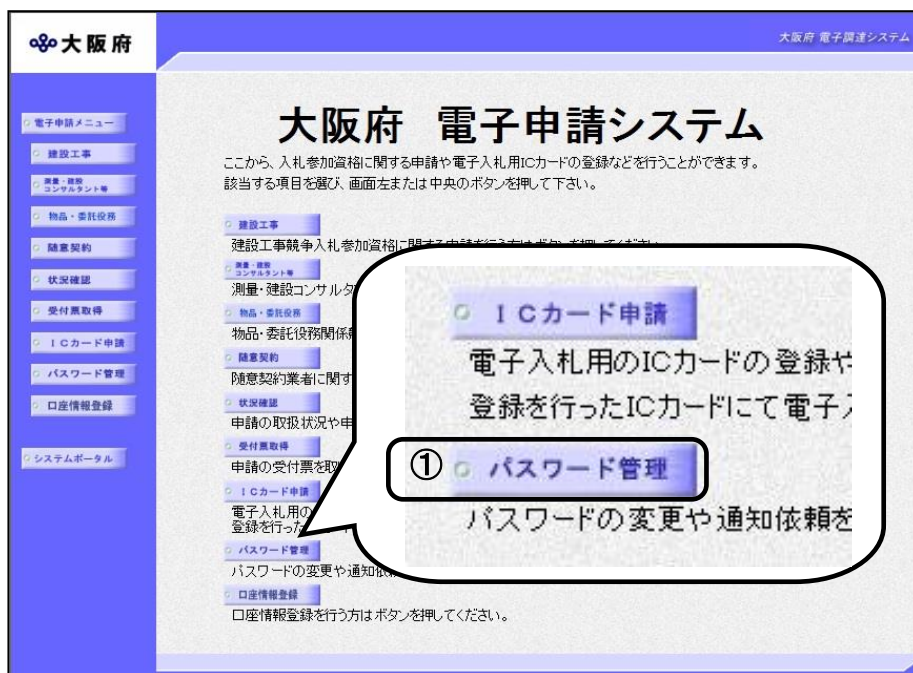 大阪府
大阪府 電子調達システム
電子申請メニュー
建設工事
測量・建設
コンサルタント等
物品・委託役務
随意契約
状況確認
受付票取得
ICカード申請
パスワード管理
口座情報登録
システムポータル
大阪府 電子申請システム
ここから、入札参加資格に関する申請や電子入札用ICカードの登録などを行うことができます。
該当する項目を選び、画面左または中央のボタンを押して下さい。
建設工事
建設工事競争入札参加資格に関する申請を行う方はボタンを押してください。
測量・建設
コンサルタント等
測量・建設コンサルタ
物品・委託役務
物品・委託役務関係
随意契約
随意契約業者に関す
状況確認
申請の取扱状況や申
受付票取得
申請の受付票を取
ICカード申請
電子入札用の
登録を行った
パスワード管理
パスワードの変更や通知依
口座情報登録
口座情報登録を行う方はボタンを押してください。
ICカード申請
電子入札用のICカードの登録や
登録を行ったICカードにて電子入
① パスワード管理
パスワードの変更や通知依頼を